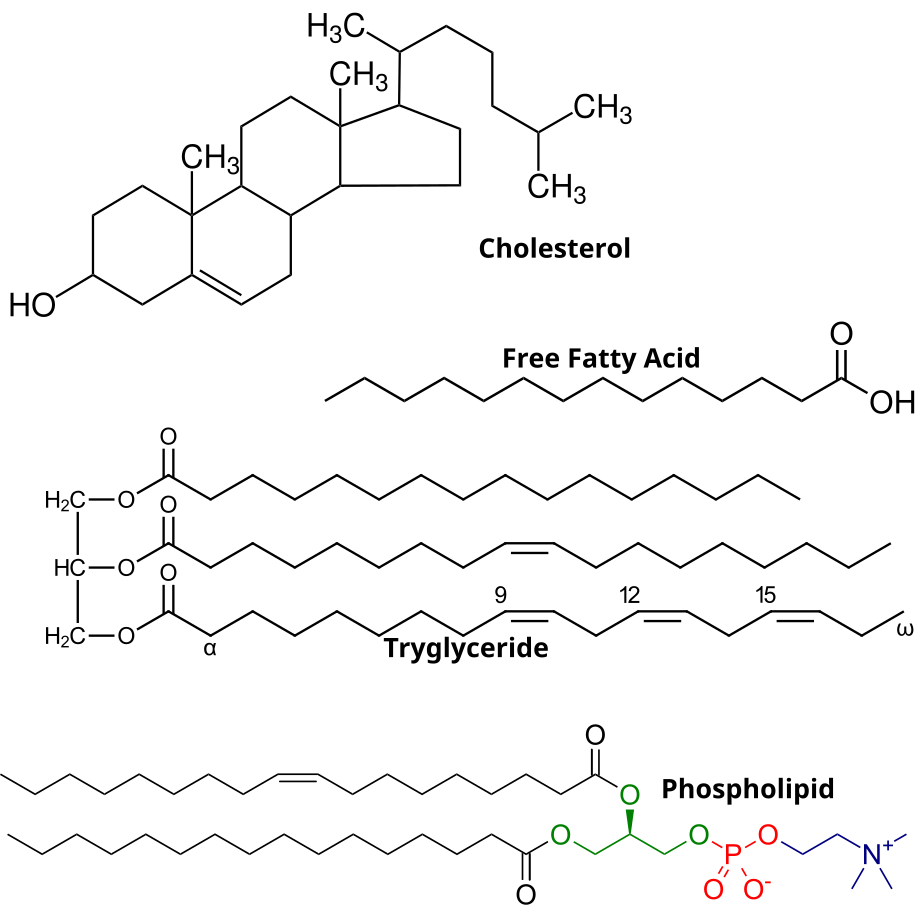 H₃C
CH₃
CH₃
CH₃
CH₃
HO
Cholesterol
O
Free Fatty Acid
OH
O
H₂C O
O
HC O
O
9 12 15
H₂C O
α Tryglyceride ω
O
Phospholipid
O
O O P O N⁺
O O O⁻